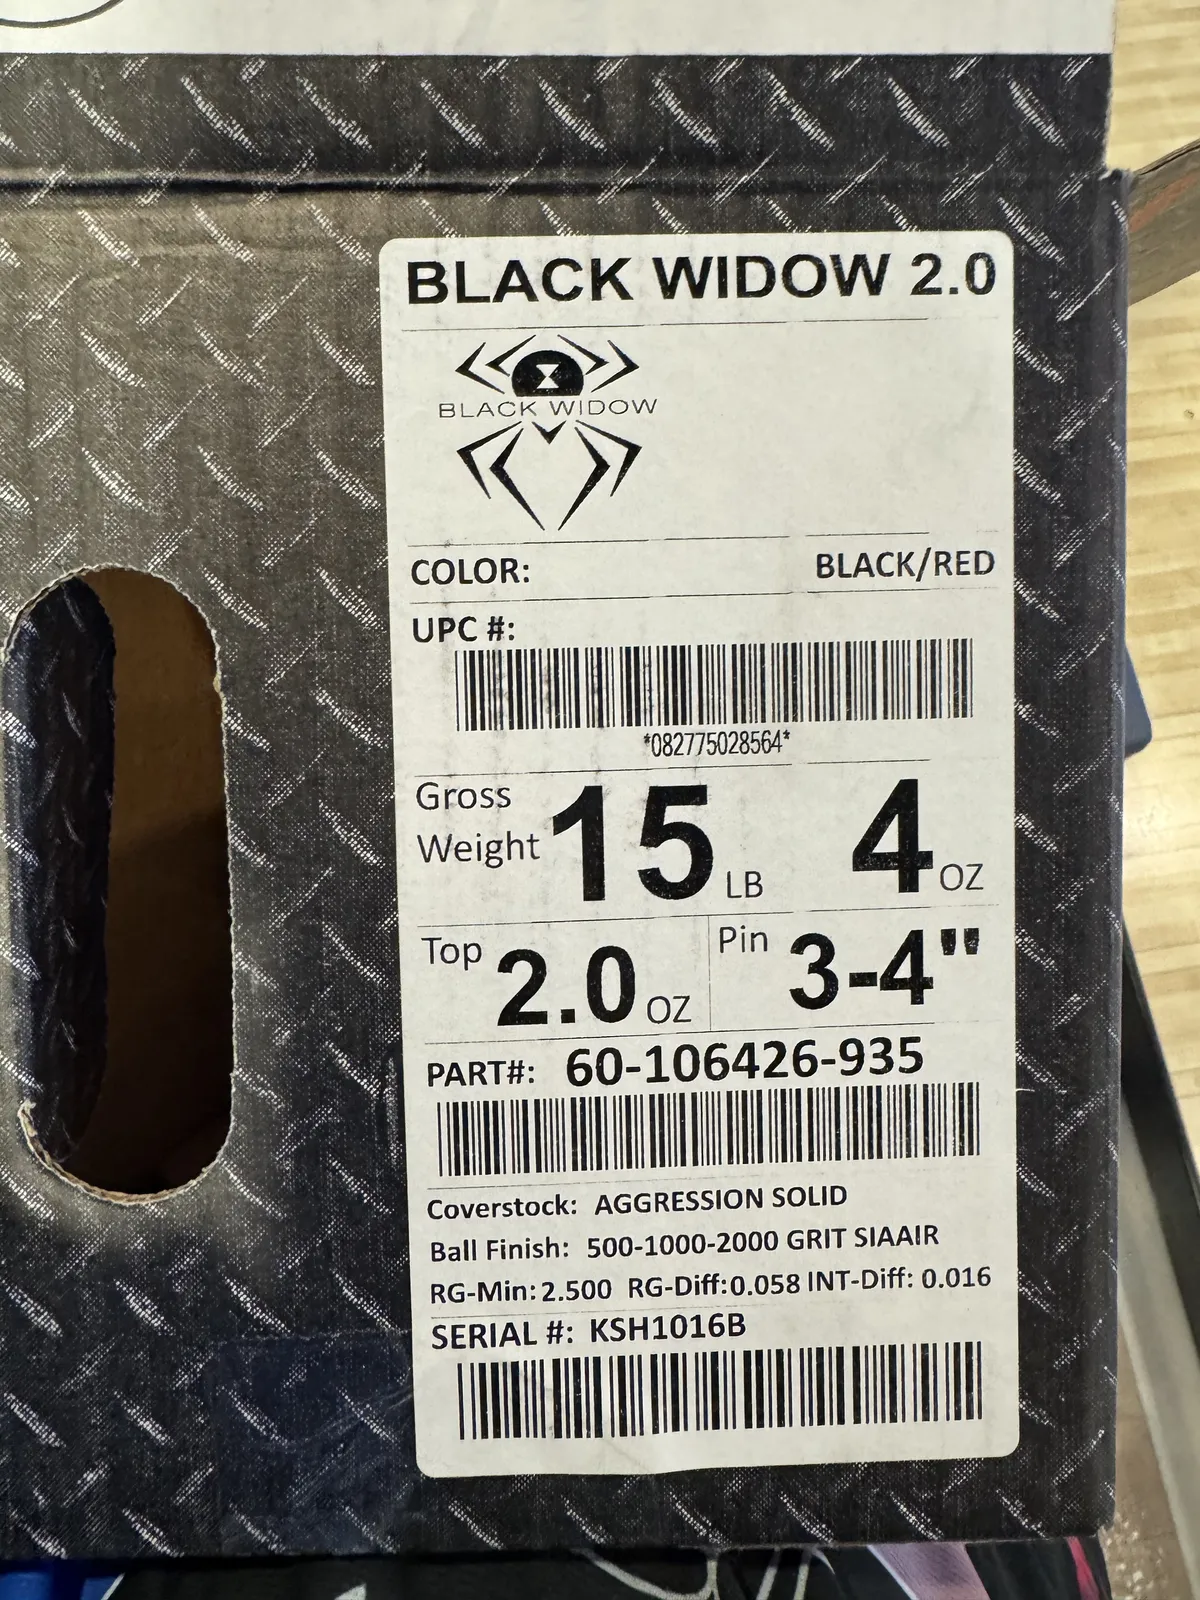 BLACK WIDOW 2.0
BLACK WIDOW
COLOR: BLACK/RED
UPC #:
*082775028564*
Gross Weight 15 LB 4 OZ
Top 2.0 OZ Pin 3-4"
PART#: 60-106426-935
Coverstock: AGGRESSION SOLID
Ball Finish: 500-1000-2000 GRIT SIAAIR
RG-Min: 2.500 RG-Diff: 0.058 INT-Diff: 0.016
SERIAL #: KSH1016B